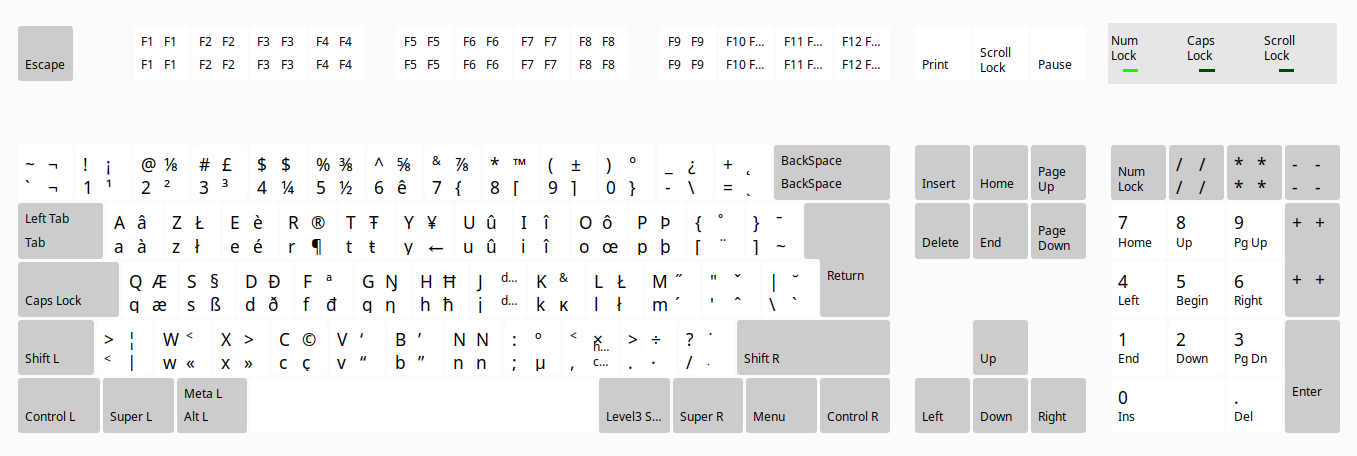 F1 F1 F2 F2 F3 F3 F4 F4 F5 F5 F6 F6 F7 F7 F8 F8 F9 F9 F10 F... F11 F... F12 F... Scroll Num Caps Scroll
Escape F1 F1 F2 F2 F3 F3 F4 F4 F5 F5 F6 F6 F7 F7 F8 F8 F9 F9 F10 F... F11 F... F12 F... Print Lock Pause Lock Lock Lock
~ ¬ ! ¡ @ ⅛ # £ $ $ % ⅜ ^ ⅝ & ⅞ * ™ ( ± ) ° _ ¿ + ˛ BackSpace Page Num / / * * - -
` ¬ 1 ¹ 2 ² 3 ³ 4 ¼ 5 ½ 6 ê 7 { 8 [ 9 ] 0 } - \ = ˛ BackSpace Insert Home Up Lock / / * * - -
Left Tab A â Z Ł E è R ® T Ŧ Y ¥ U û I î O ô P Þ { ° } ¯ Page 7 8 9 + +
Tab a à z ł e é r ¶ t ŧ y ← u û i î o œ p þ [ ¨ ] ~ Return Delete End Down Home Up Pg Up
Q Æ S § D Ð F ª G Ŋ H Ħ J d... K & L Ł M ˝ " ˇ | ˘ 4 5 6 + +
Caps Lock q æ s ß d ð f đ g ŋ h ħ j d... k ĸ l ł m ´ ' ^ \ ` Left Begin Right
> ¦ W < X > C © V ‘ B ’ N N : º < × > ÷ ? ˙ 1 2 3
Shift L < | w « x » c ç v “ b ” n n ; µ , h... c... . · / . Shift R Up End Down Pg Dn
Meta L 0 . Enter
Control L Super L Alt L Level3 S... Super R Menu Control R Left Down Right Ins Del